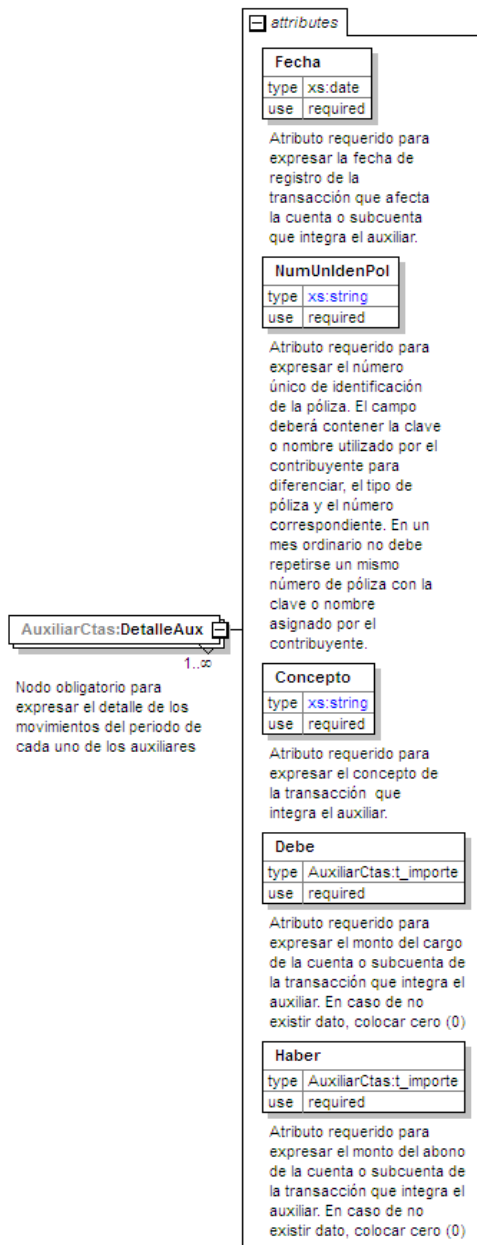 attributes
Fecha
type xs:date
use required
Atributo requerido para
expresar la fecha de
registro de la
transacción que afecta
la cuenta o subcuenta
que integra el auxiliar.
NumUnIdenPol
type xs:string
use required
Atributo requerido para
expresar el número
único de identificación
de la póliza. El campo
deberá contener la clave
o nombre utilizado por el
contribuyente para
diferenciar, el tipo de
póliza y el número
correspondiente. En un
mes ordinario no debe
repetirse un mismo
número de póliza con la
clave o nombre
asignado por el
contribuyente.
AuxiliarCtas:DetalleAux
1..∞
Nodo obligatorio para
expresar el detalle de los
movimientos del periodo de
cada uno de los auxiliares
Concepto
type xs:string
use required
Atributo requerido para
expresar el concepto de
la transacción que
integra el auxiliar.
Debe
type AuxiliarCtas:t_importe
use required
Atributo requerido para
expresar el monto del cargo
de la cuenta o subcuenta de
la transacción que integra el
auxiliar. En caso de no
existir dato, colocar cero (0)
Haber
type AuxiliarCtas:t_importe
use required
Atributo requerido para
expresar el monto del abono
de la cuenta o subcuenta de
la transacción que integra el
auxiliar. En caso de no
existir dato, colocar cero (0)